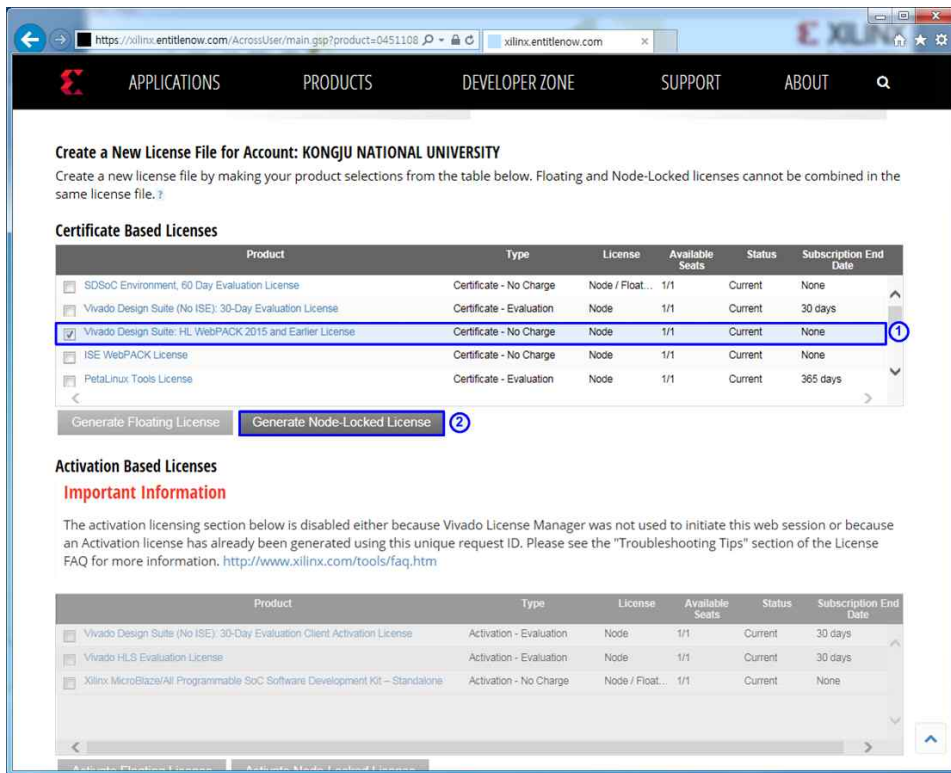 https://xilinx.entitlenow.com/AcrossUser/main.gsp?product=0451108
xilinx.entitlenow.com
XILINX
APPLICATIONS PRODUCTS DEVELOPER ZONE SUPPORT ABOUT
Create a New License File for Account: KONGJU NATIONAL UNIVERSITY
Create a new license file by making your product selections from the table below. Floating and Node-Locked licenses cannot be combined in the
same license file. ?
Certificate Based Licenses
Product Type License Available Seats Status Subscription End Date
SDSoC Environment, 60 Day Evaluation License Certificate - No Charge Node / Float... 1/1 Current None
Vivado Design Suite (No ISE): 30-Day Evaluation License Certificate - Evaluation Node 1/1 Current 30 days
Vivado Design Suite: HL WebPACK 2015 and Earlier License Certificate - No Charge Node 1/1 Current None ①
ISE WebPACK License Certificate - No Charge Node 1/1 Current None
PetaLinux Tools License Certificate - Evaluation Node 1/1 Current 365 days
Generate Floating License Generate Node-Locked License ②
Activation Based Licenses
Important Information
The activation licensing section below is disabled either because Vivado License Manager was not used to initiate this web session or because
an Activation license has already been generated using this unique request ID. Please see the "Troubleshooting Tips" section of the License
FAQ for more information. http://www.xilinx.com/tools/faq.htm
Product Type License Available Seats Status Subscription End Date
Vivado Design Suite (No ISE): 30-Day Evaluation Client Activation License Activation - Evaluation Node 1/1 Current 30 days
Vivado HLS Evaluation License Activation - Evaluation Node 1/1 Current 30 days
Xilinx MicroBlaze/All Programmable SoC Software Development Kit – Standalone Activation - No Charge Node / Float... 1/1 Current None
Activate Floating License Activate Node-Locked License